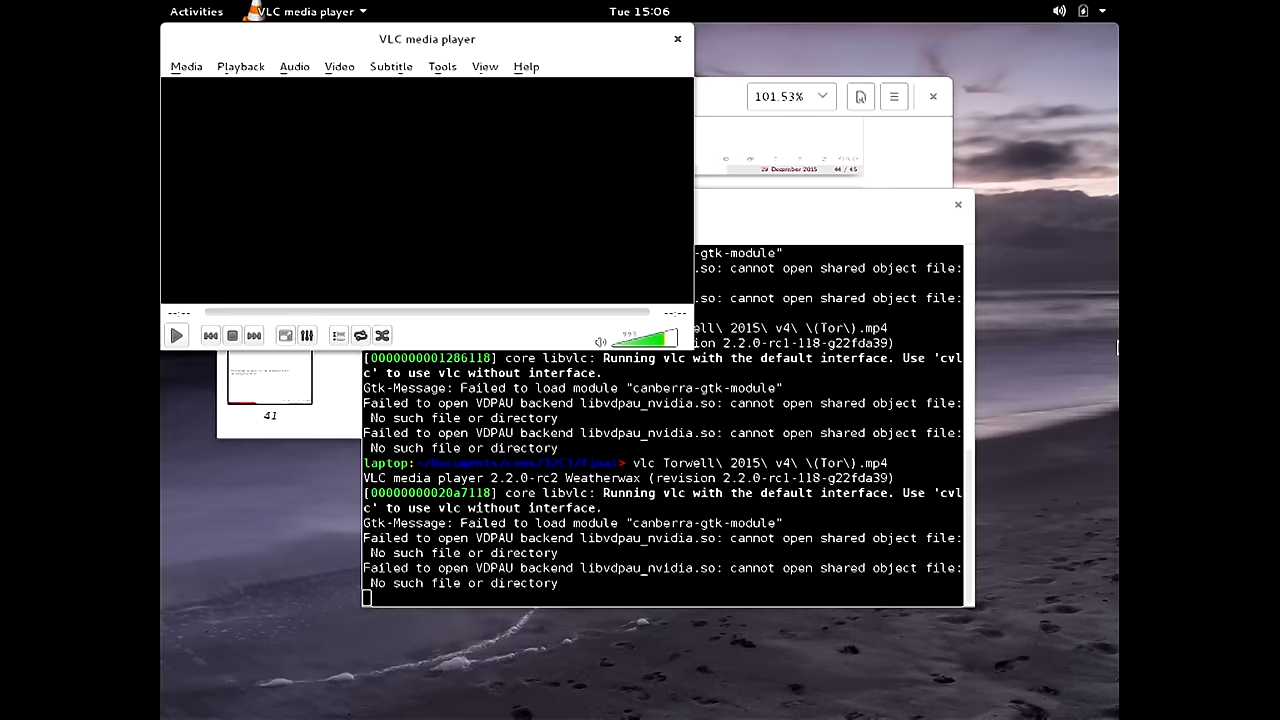 Activities VLC media player Tue 15:06
VLC media player
Media Playback Audio Video Subtitle Tools View Help
101.53%
29 December 2015 44 / 45
--:-- --:--
99%
-gtk-module"
.so: cannot open shared object file:
.so: cannot open shared object file:
well\ 2015\ v4\ \(Tor\).mp4
ion 2.2.0-rc1-118-g22fda39)
[0000000001286118] core libvlc: Running vlc with the default interface. Use 'cvl
c' to use vlc without interface.
Gtk-Message: Failed to load module "canberra-gtk-module"
Failed to open VDPAU backend libvdpau_nvidia.so: cannot open shared object file:
No such file or directory
Failed to open VDPAU backend libvdpau_nvidia.so: cannot open shared object file:
No such file or directory
laptop:~/Documents/cons/32C3/final> vlc Torwell\ 2015\ v4\ \(Tor\).mp4
VLC media player 2.2.0-rc2 Weatherwax (revision 2.2.0-rc1-118-g22fda39)
[00000000020a7118] core libvlc: Running vlc with the default interface. Use 'cvl
c' to use vlc without interface.
Gtk-Message: Failed to load module "canberra-gtk-module"
Failed to open VDPAU backend libvdpau_nvidia.so: cannot open shared object file:
No such file or directory
Failed to open VDPAU backend libvdpau_nvidia.so: cannot open shared object file:
No such file or directory
41